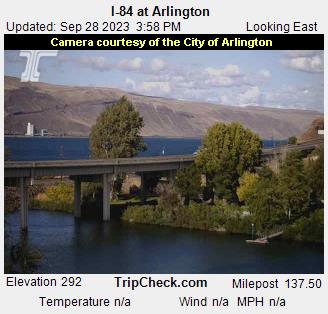 I-84 at Arlington
Updated: Sep 28 2023 3:58 PM Looking East
Camera courtesy of the City of Arlington
Elevation 292 TripCheck.com Milepost 137.50
Temperature n/a Wind n/a MPH n/a